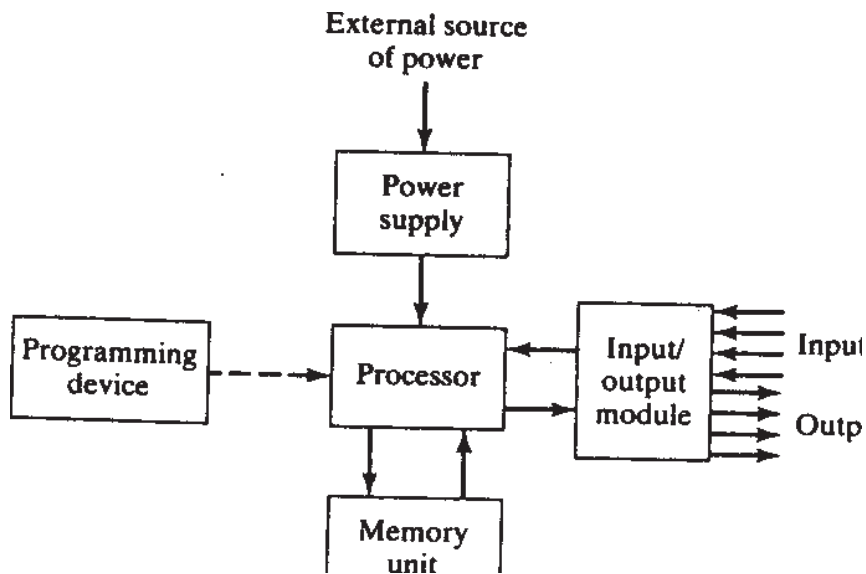 External source
of power
Power
supply
Programming
device
Processor
Input/
output
module
Input
Outp
Memory
unit